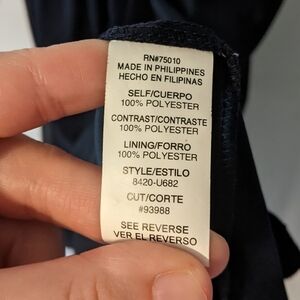 RN#75010
MADE IN PHILIPPINES
HECHO EN FILIPINAS
SELF/CUERPO
100% POLYESTER
CONTRAST/CONTRASTE
100% POLYESTER
LINING/FORRO
100% POLYESTER
STYLE/ESTILO
8420-U682
CUT/CORTE
#93988
SEE REVERSE
VER EL REVERSO